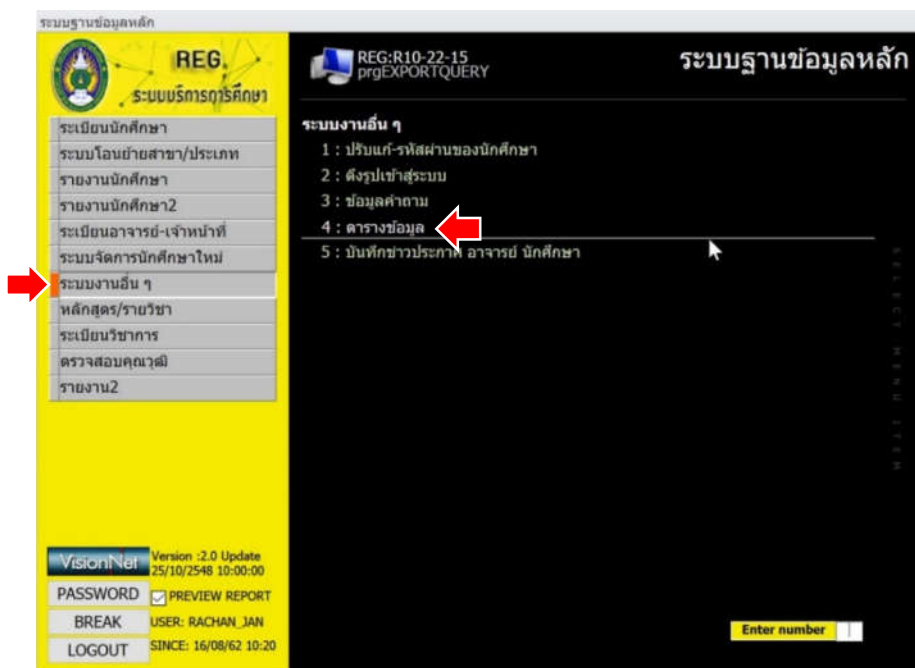 ระบบฐานข้อมูลหลัก
REG.
ระบบบริการการศึกษา
REG:R10-22-15
prgEXPORTQUERY
ระบบฐานข้อมูลหลัก
ระเบียนนักศึกษา
ระบบโอนย้ายสาขา/ประเภท
รายงานนักศึกษา
รายงานนักศึกษา2
ระเบียนอาจารย์-เจ้าหน้าที่
ระบบจัดการนักศึกษาใหม่
ระบบงานอื่น ๆ
หลักสูตร/รายวิชา
ระเบียนวิชาการ
ตรวจสอบคุณวุฒิ
รายงาน2
ระบบงานอื่น ๆ
1 : ปรับแก้-รหัสผ่านของนักศึกษา
2 : ดึงรูปเข้าสู่ระบบ
3 : ข้อมูลคำถาม
4 : ตารางข้อมูล
5 : บันทึกข่าวประกาศ อาจารย์ นักศึกษา
SELECT MENU ITEM
VisionNet
Version :2.0 Update
25/10/2548 10:00:00
PASSWORD
PREVIEW REPORT
BREAK
USER: RACHAN_JAN
LOGOUT
SINCE: 16/08/62 10:20
Enter number